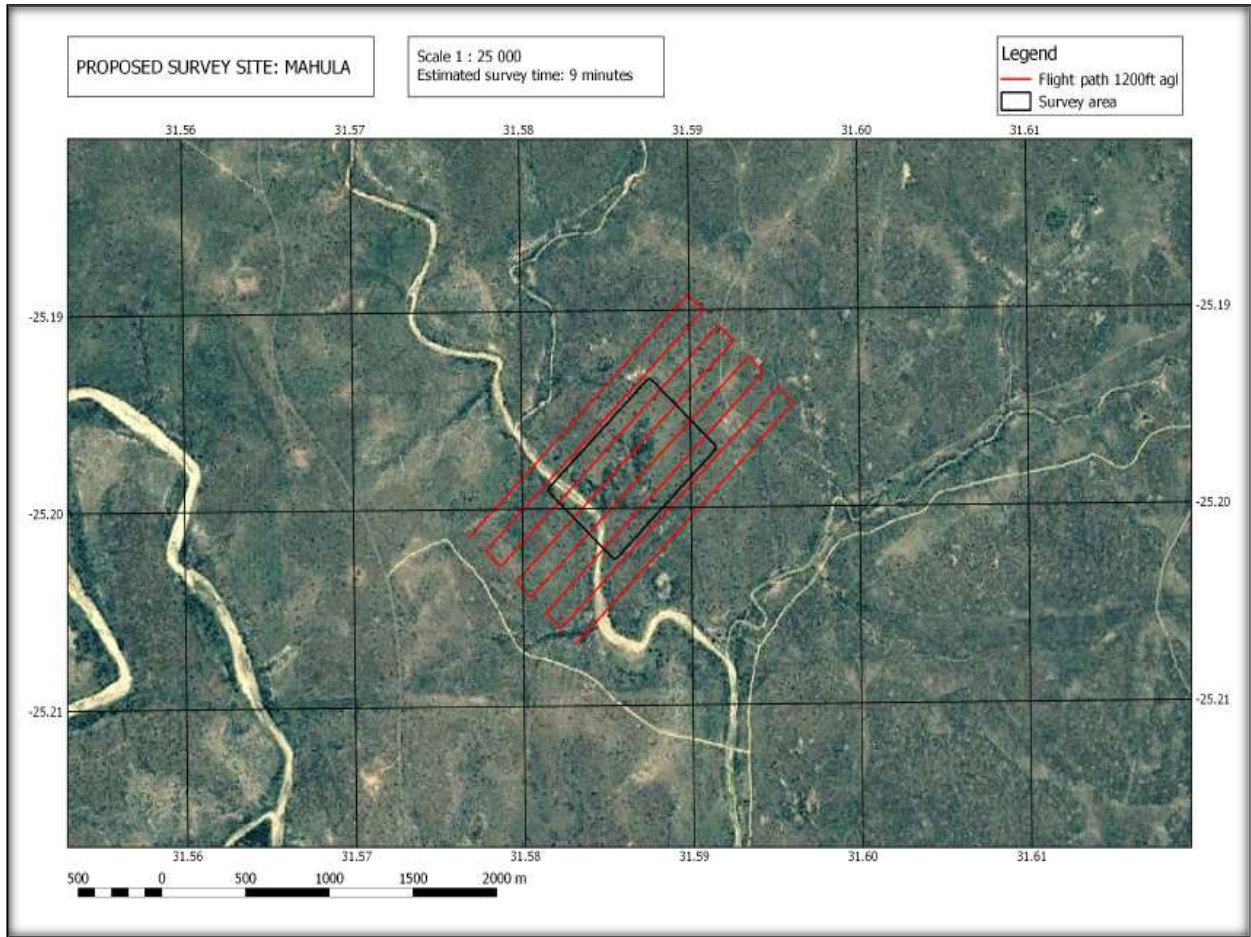 PROPOSED SURVEY SITE: MAHULA
Scale 1 : 25 000
Estimated survey time: 9 minutes
Legend
Flight path 1200ft agl
Survey area
31.56 31.57 31.58 31.59 31.60 31.61
-25.19 -25.19
-25.20 -25.20
-25.21 -25.21
31.56 31.57 31.58 31.59 31.60 31.61
500 0 500 1000 1500 2000 m